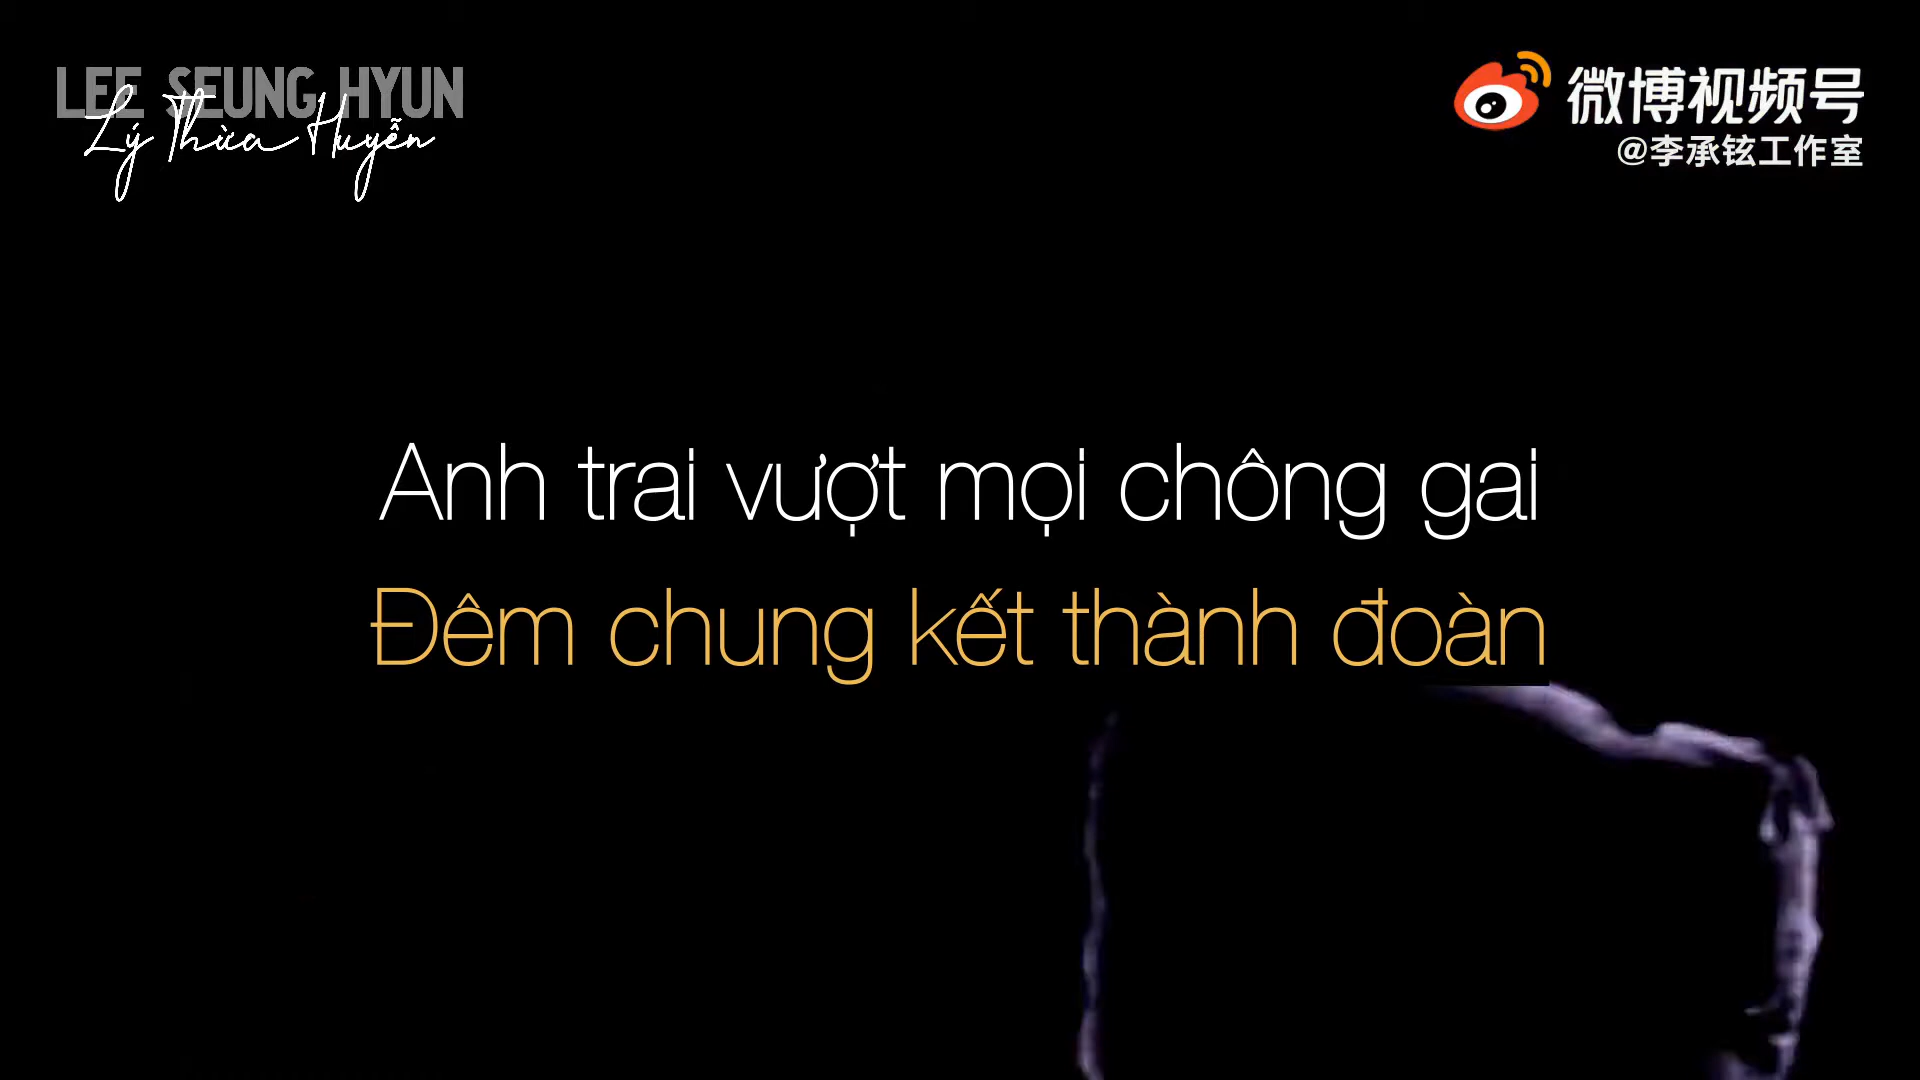 LEE SEUNG HYUN
Lý Thừa Huyễn
微博视频号
@李承铉工作室
Anh trai vượt mọi chông gai
Đêm chung kết thành đoàn